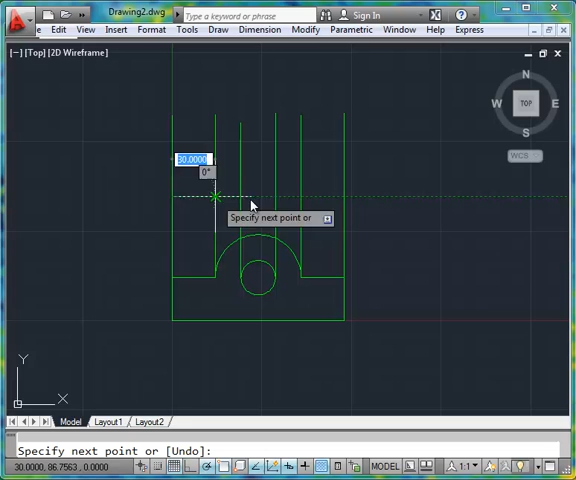 Drawing2.dwg
Type a keyword or phrase
Sign In
Edit View Insert Format Tools Draw Dimension Modify Parametric Window Help Express
[−] [Top] [2D Wireframe]
N
W TOP E
S
WCS
30.0000
0°
Specify next point or
Y
X
Model Layout1 Layout2
Specify next point or [Undo]:
30.0000, 86.7563, 0.0000
MODEL
1:1